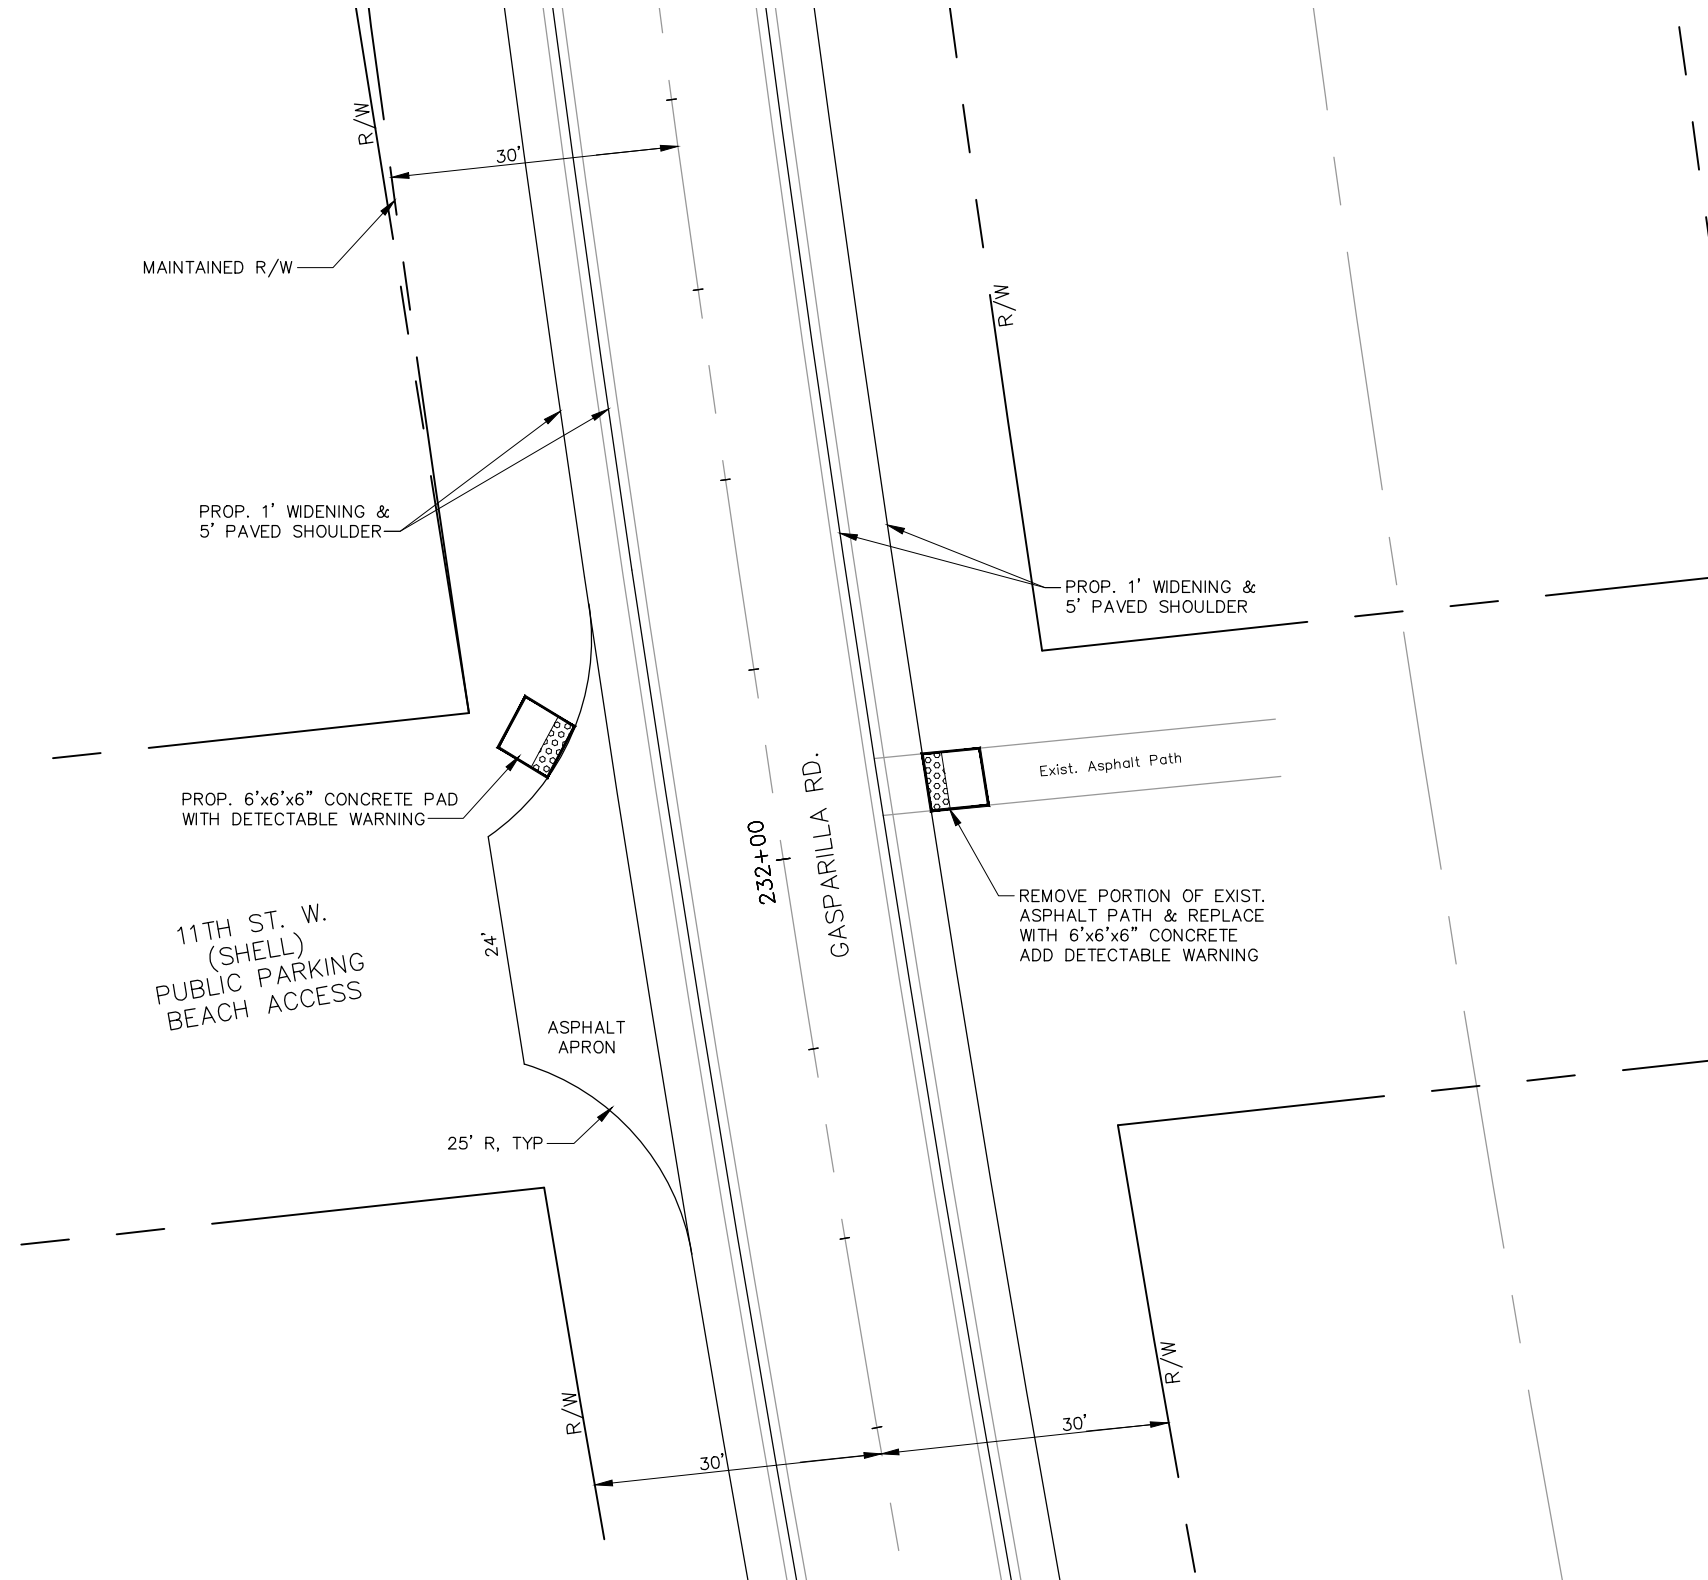 R/W
30'
MAINTAINED R/W
R/W
PROP. 1' WIDENING &
5' PAVED SHOULDER
PROP. 1' WIDENING &
5' PAVED SHOULDER
Exist. Asphalt Path
PROP. 6'x6'x6" CONCRETE PAD
WITH DETECTABLE WARNING
232+00
GASPARILLA RD.
REMOVE PORTION OF EXIST.
ASPHALT PATH & REPLACE
WITH 6'x6'x6" CONCRETE
ADD DETECTABLE WARNING
11TH ST. W.
(SHELL)
PUBLIC PARKING
BEACH ACCESS
24'
ASPHALT
APRON
25' R, TYP
R/W
R/W
30'
30'